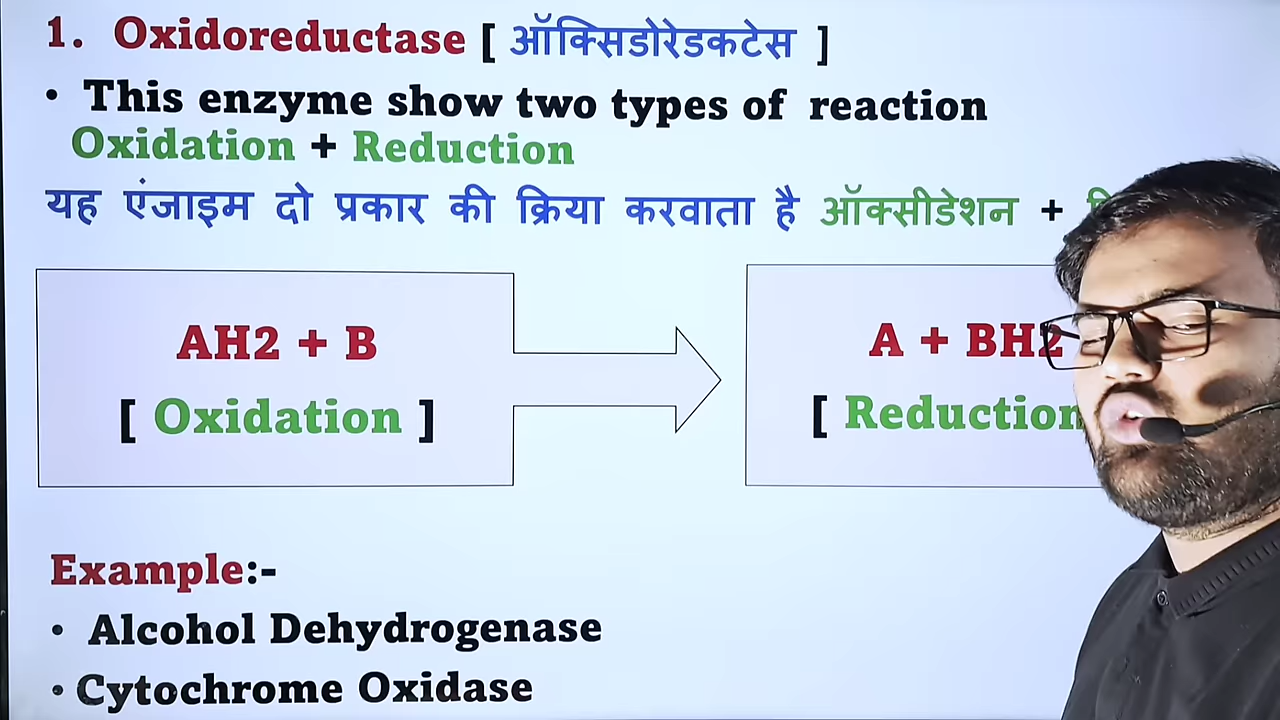 1. Oxidoreductase [ ऑक्सिडोरेडकटेस ]
• This enzyme show two types of reaction
Oxidation + Reduction
यह एंजाइम दो प्रकार की क्रिया करवाता है ऑक्सीडेशन +
AH2 + B
[ Oxidation ]
A + BH2
[ Reduction
Example:-
• Alcohol Dehydrogenase
• Cytochrome Oxidase